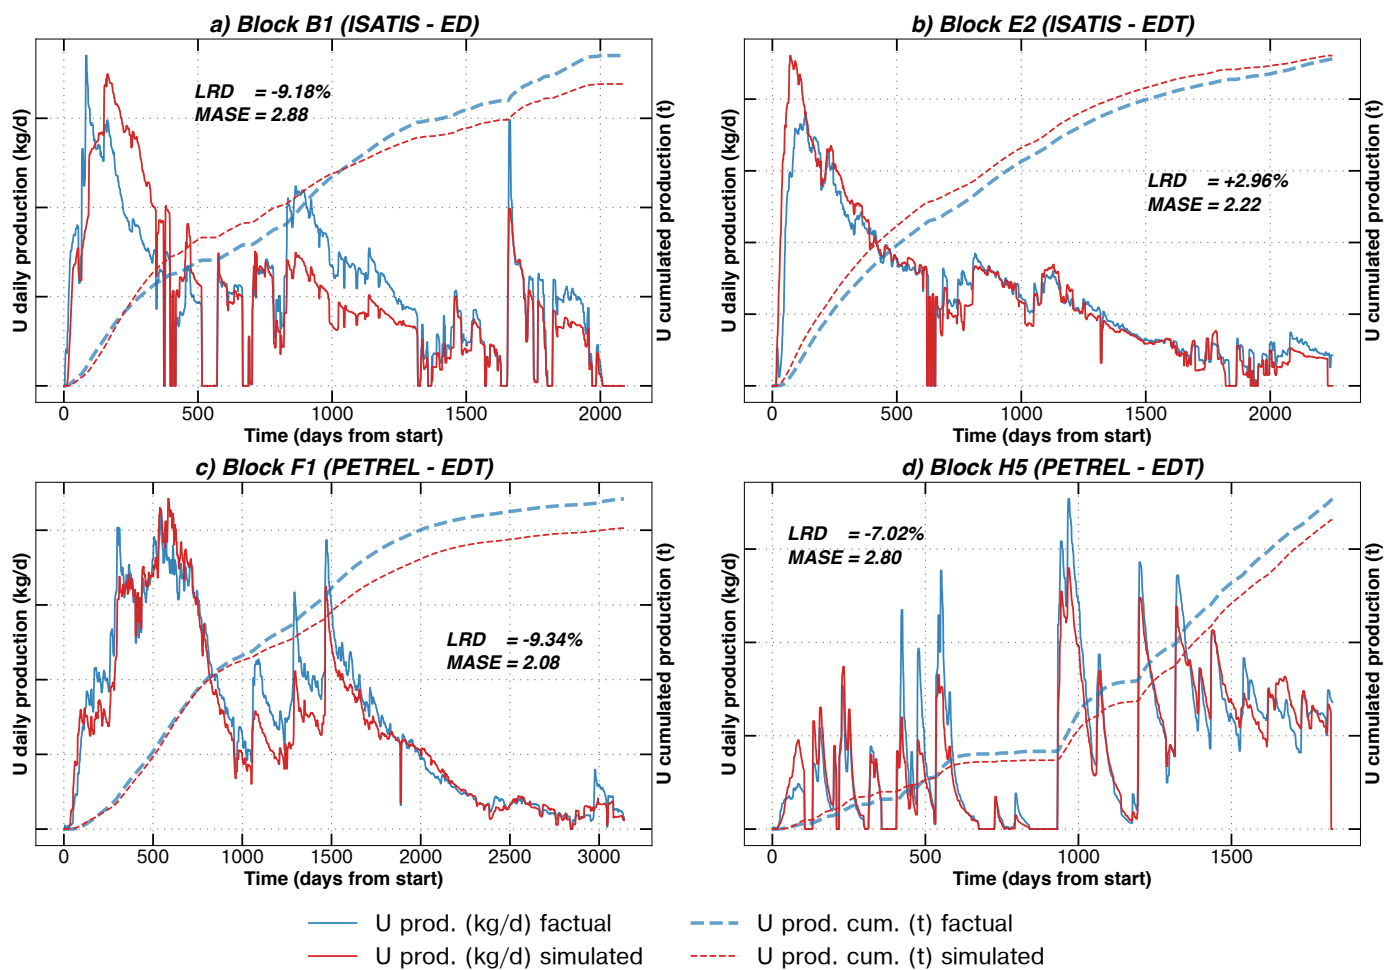 a) Block B1 (ISATIS - ED)
LRD = -9.18%
MASE = 2.88
U daily production (kg/d)
U cumulated production (t)
0 500 1000 1500 2000
Time (days from start)
b) Block E2 (ISATIS - EDT)
LRD = +2.96%
MASE = 2.22
U daily production (kg/d)
U cumulated production (t)
0 500 1000 1500 2000
Time (days from start)
c) Block F1 (PETREL - EDT)
LRD = -9.34%
MASE = 2.08
U daily production (kg/d)
U cumulated production (t)
0 500 1000 1500 2000 2500 3000
Time (days from start)
d) Block H5 (PETREL - EDT)
LRD = -7.02%
MASE = 2.80
U daily production (kg/d)
U cumulated production (t)
0 500 1000 1500
Time (days from start)
U prod. (kg/d) factual
U prod. cum. (t) factual
U prod. (kg/d) simulated
U prod. cum. (t) simulated